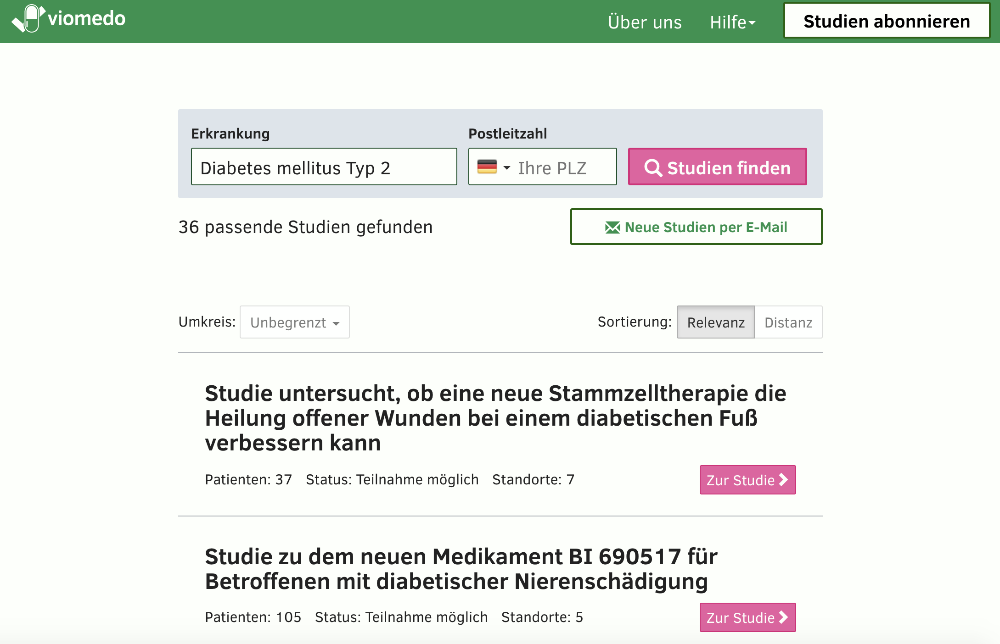 viomedo
Über uns
Hilfe
Studien abonnieren
Erkrankung
Postleitzahl
Diabetes mellitus Typ 2
Ihre PLZ
Studien finden
36 passende Studien gefunden
Neue Studien per E-Mail
Umkreis: Unbegrenzt
Sortierung: Relevanz Distanz
Studie untersucht, ob eine neue Stammzelltherapie die
Heilung offener Wunden bei einem diabetischen Fuß
verbessern kann
Patienten: 37 Status: Teilnahme möglich Standorte: 7
Zur Studie
Studie zu dem neuen Medikament BI 690517 für
Betroffenen mit diabetischer Nierenschädigung
Patienten: 105 Status: Teilnahme möglich Standorte: 5
Zur Studie